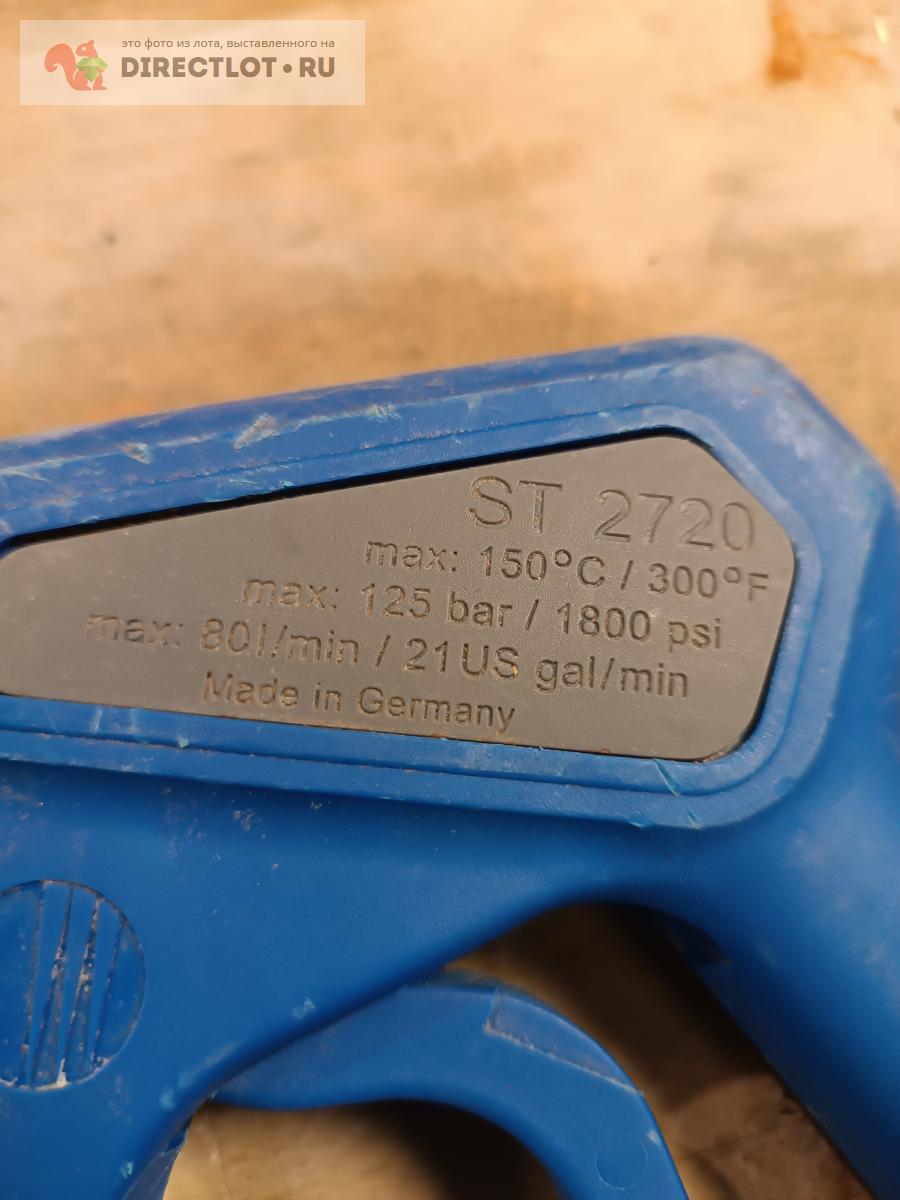 это фото из лота, выставленного на
DIRECTLOT•RU
ST 2720
max: 150°C / 300°F
max: 125 bar / 1800 psi
max: 80l/min / 21US gal/min
Made in Germany